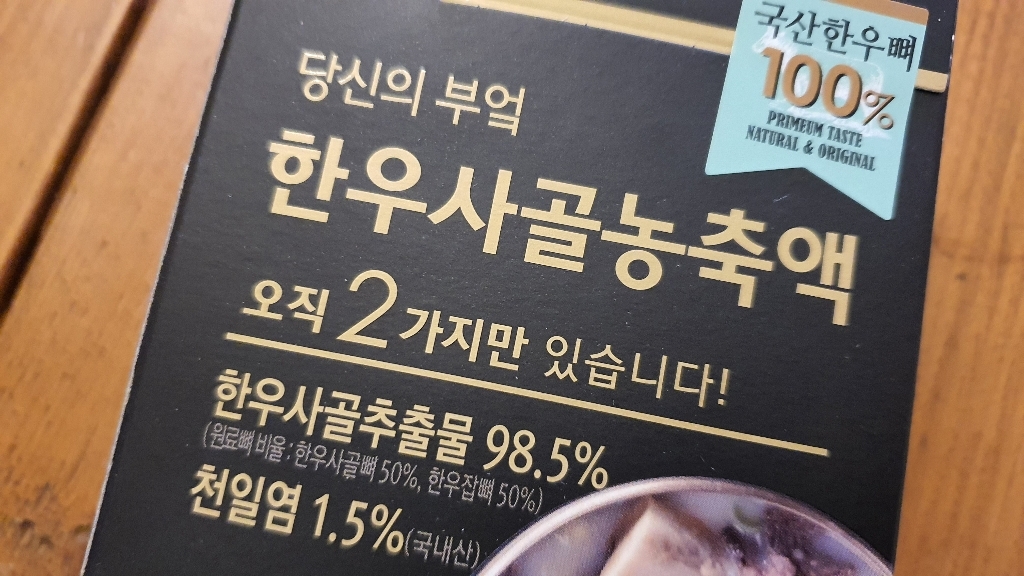 국산한우뼈
100%
PRIMEUM TASTE
NATURAL & ORIGINAL
당신의 부엌
한우사골농축액
오직 2가지만 있습니다!
한우사골추출물 98.5%
(원료뼈 비율 : 한우사골뼈 50%, 한우잡뼈 50%)
천일염 1.5%(국내산)